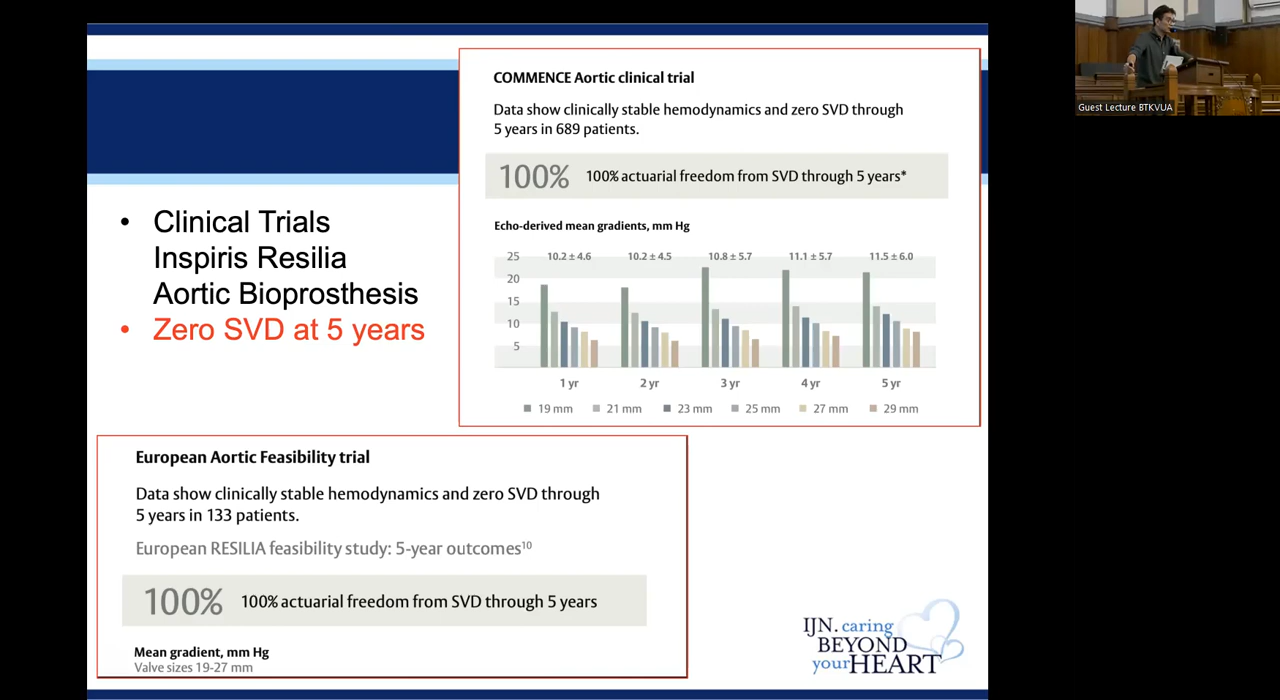 COMMENCE Aortic clinical trial
Data show clinically stable hemodynamics and zero SVD through
5 years in 689 patients.
100% 100% actuarial freedom from SVD through 5 years*
Echo-derived mean gradients, mm Hg
25 10.2 ± 4.6 10.2 ± 4.5 10.8 ± 5.7 11.1 ± 5.7 11.5 ± 6.0
20
15
10
5
1 yr 2 yr 3 yr 4 yr 5 yr
19 mm 21 mm 23 mm 25 mm 27 mm 29 mm
• Clinical Trials
Inspiris Resilia
Aortic Bioprosthesis
• Zero SVD at 5 years
European Aortic Feasibility trial
Data show clinically stable hemodynamics and zero SVD through
5 years in 133 patients.
European RESILIA feasibility study: 5-year outcomes¹⁰
100% 100% actuarial freedom from SVD through 5 years
Mean gradient, mm Hg
Valve sizes 19-27 mm
IJN. caring
BEYOND
your HEART
Guest Lecture BTKVUA